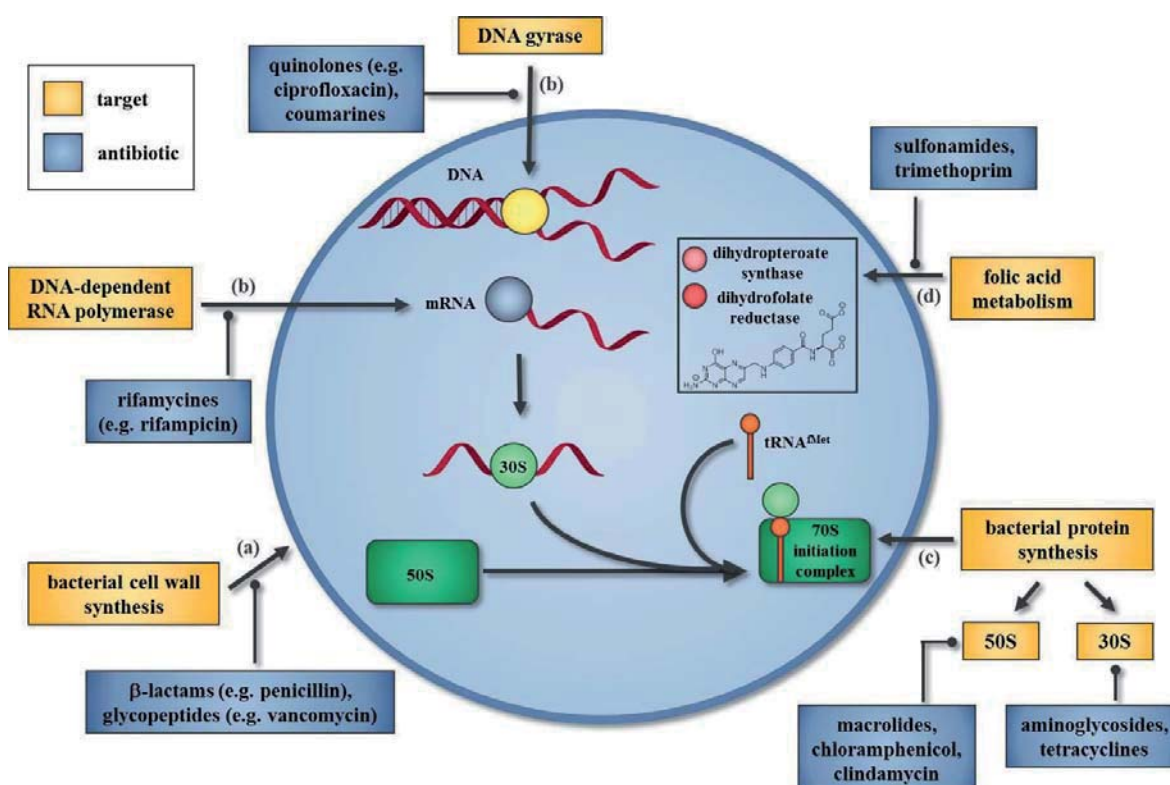 DNA gyrase
quinolones (e.g.
ciprofloxacin),
coumarines
(b)
target
antibiotic
sulfonamides,
trimethoprim
DNA
dihydropteroate
synthase
dihydrofolate
reductase
OH
N
N
H₂N
N
N
N
H
O
N
H
O
O
O
O
(d)
folic acid
metabolism
DNA-dependent
RNA polymerase
(b)
mRNA
rifamycines
(e.g. rifampicin)
30S
tRNAfMet
70S
initiation
complex
50S
(c)
bacterial protein
synthesis
50S
30S
(a)
bacterial cell wall
synthesis
β-lactams (e.g. penicillin),
glycopeptides (e.g. vancomycin)
macrolides,
chloramphenicol,
clindamycin
aminoglycosides,
tetracyclines